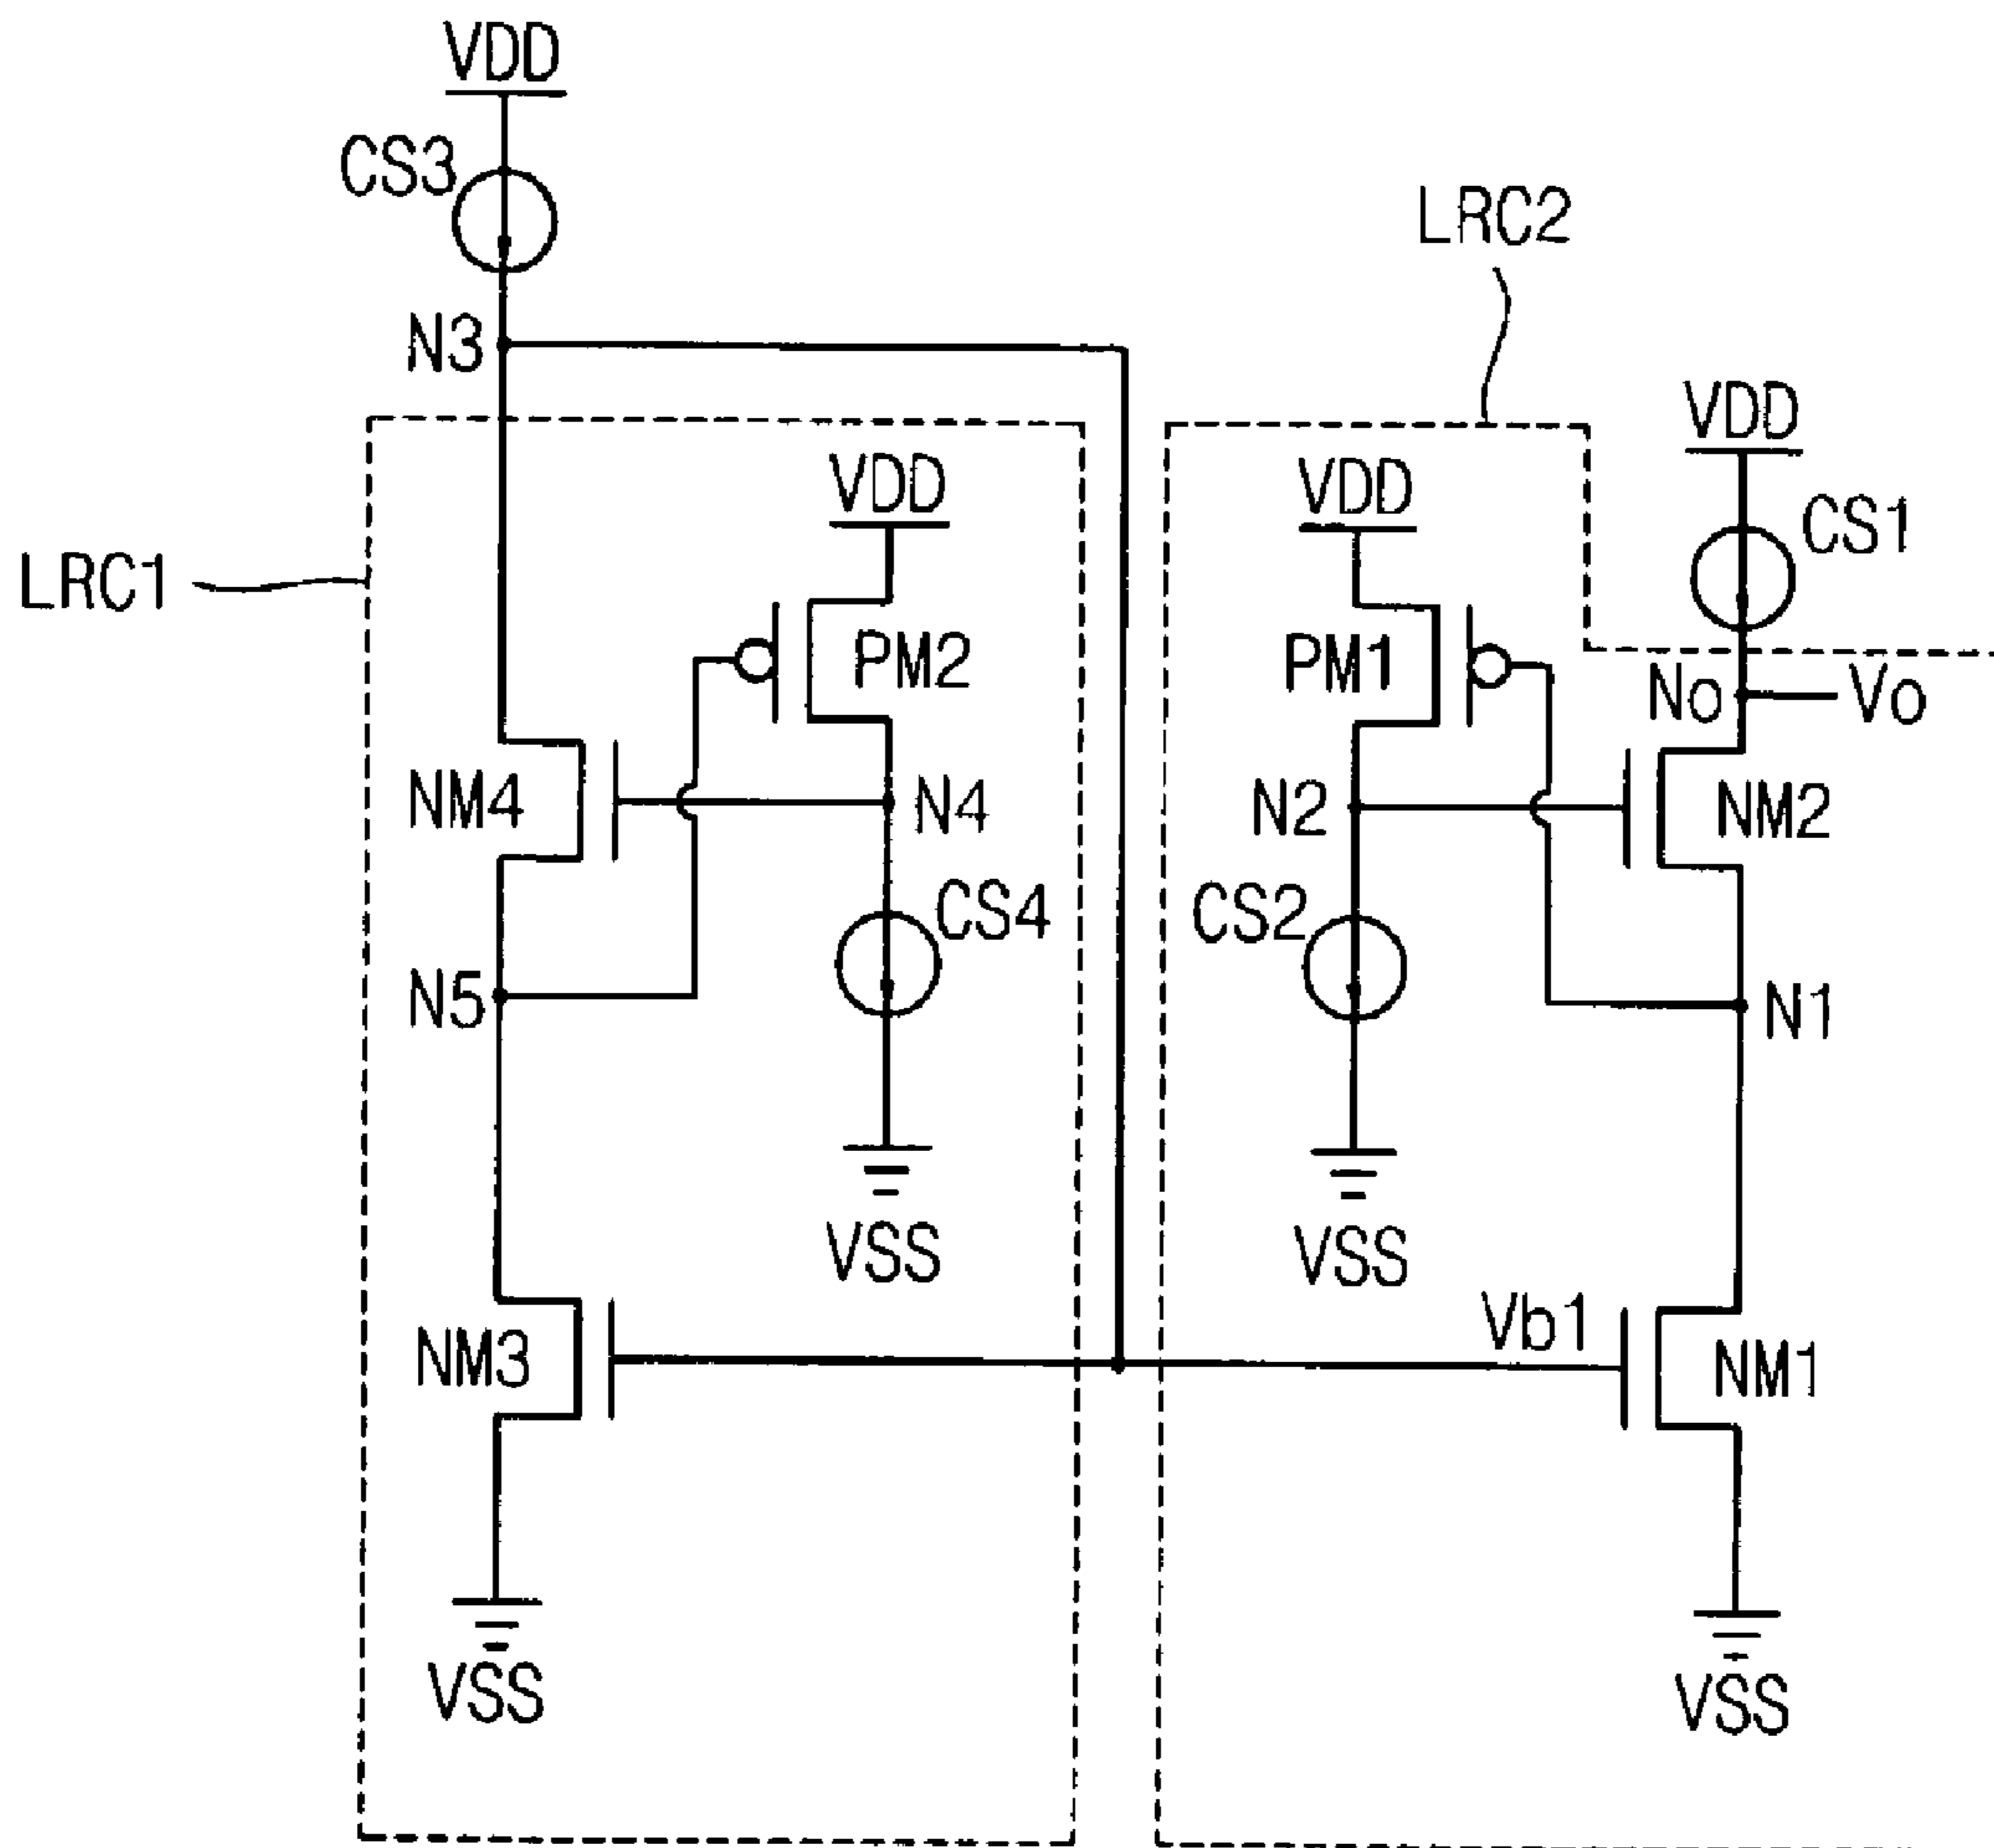 VDD
CS3
LRC2
N3
VDD
VDD
VDD
CS1
LRC1
PM2
PM1
No
Vo
NM4
N4
N2
NM2
CS4
CS2
N5
N1
VSS
VSS
Vb1
NM3
NM1
VSS
VSS